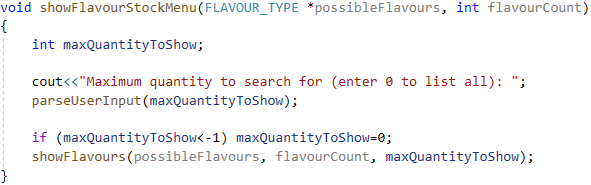 void showFlavourStockMenu(FLAVOUR_TYPE *possibleFlavours, int flavourCount)
{
int maxQuantityToShow;
cout<<"Maximum quantity to search for (enter 0 to list all): ";
parseUserInput(maxQuantityToShow);
if (maxQuantityToShow<-1) maxQuantityToShow=0;
showFlavours(possibleFlavours, flavourCount, maxQuantityToShow);
}